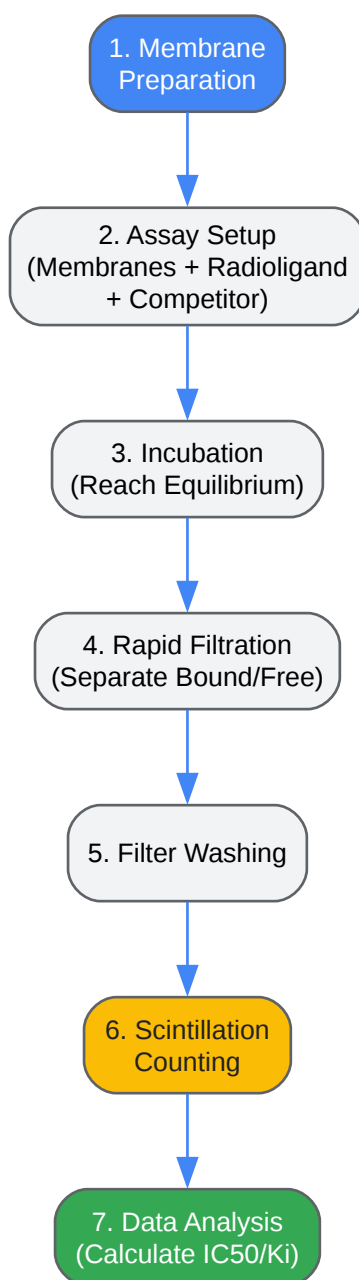 1. Membrane
Preparation
2. Assay Setup
(Membranes + Radioligand
+ Competitor)
3. Incubation
(Reach Equilibrium)
4. Rapid Filtration
(Separate Bound/Free)
5. Filter Washing
6. Scintillation
Counting
7. Data Analysis
(Calculate IC50/Ki)